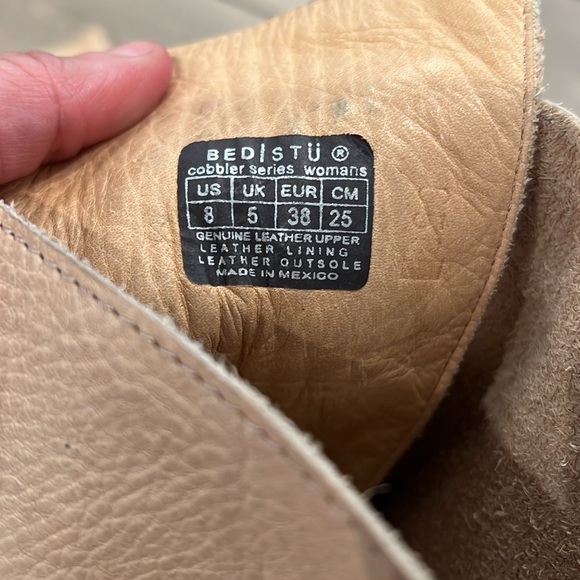 BED|STÜ ®
cobbler series womans
US UK EUR CM
8 5 38 25
GENUINE LEATHER UPPER
LEATHER LINING
LEATHER OUTSOLE
MADE IN MEXICO